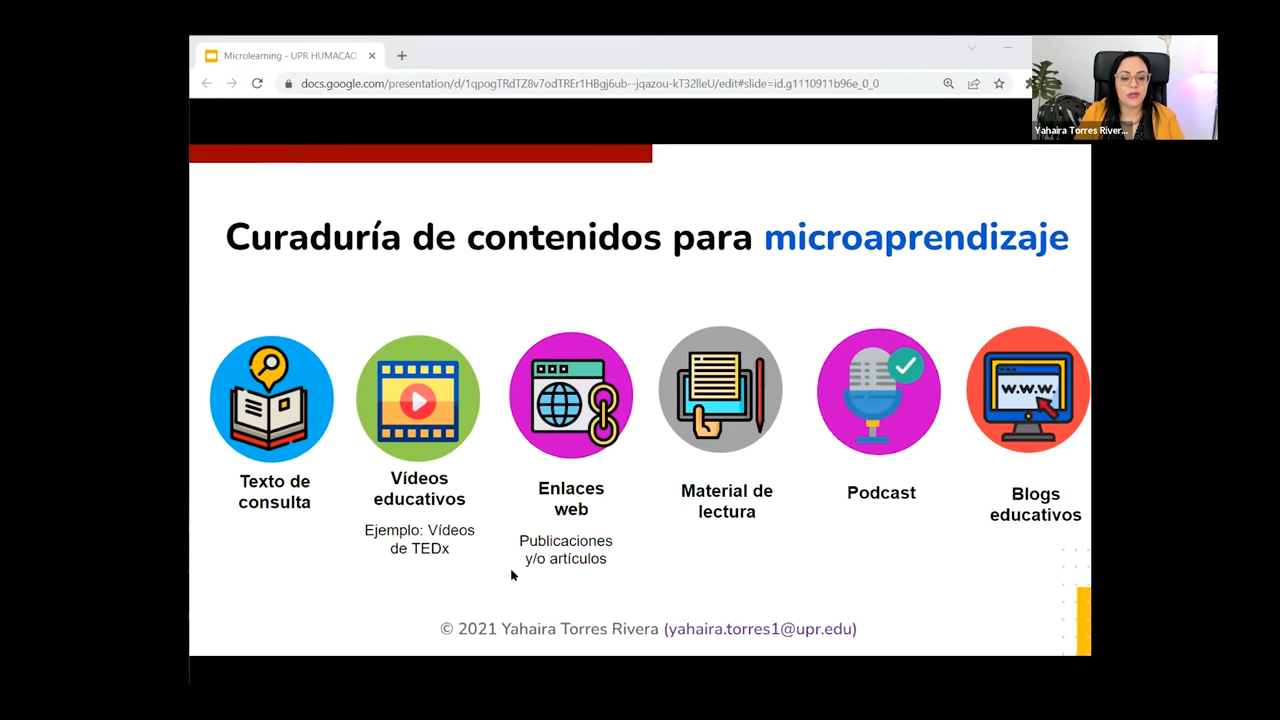 Microlearning - UPR HUMACAO
docs.google.com/presentation/d/1qpogTRdTZ8v7odTREr1HBgj6ub--jqazou-kT32lleU/edit#slide=id.g1110911b96e_0_0
Yahaira Torres River...
Curaduría de contenidos para microaprendizaje
W.W.W.
Texto de
consulta
Vídeos
educativos
Ejemplo: Vídeos
de TEDx
Enlaces
web
Publicaciones
y/o artículos
Material de
lectura
Podcast
Blogs
educativos
© 2021 Yahaira Torres Rivera (yahaira.torres1@upr.edu)